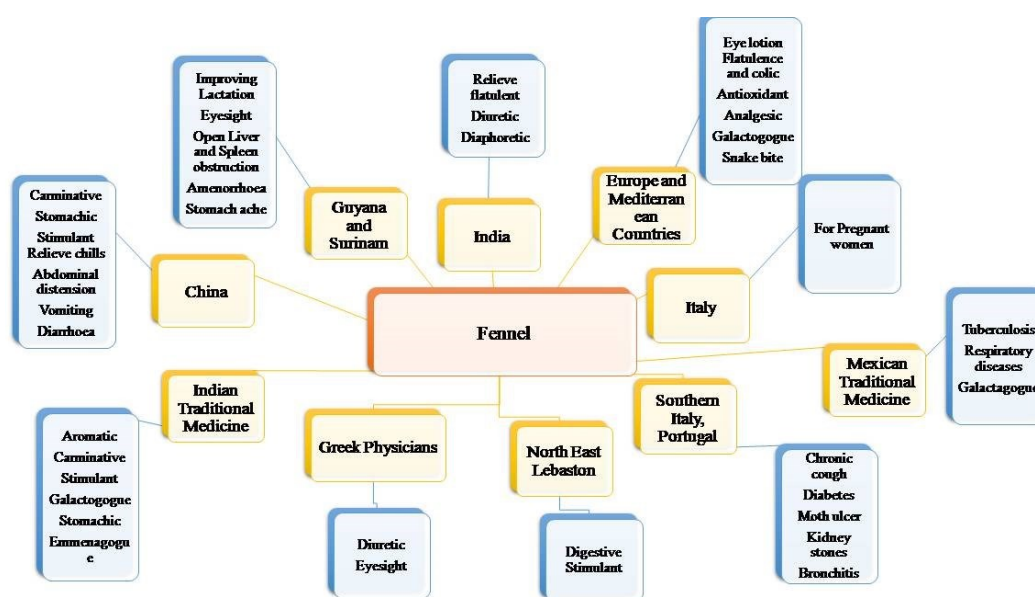 Improving
Lactation
Eyesight
Open Liver
and Spleen
obstruction
Amenorrhoea
Stomach ache
Relieve
flatulent
Diuretic
Diaphoretic
Eye lotion
Flatulence
and colic
Antioxidant
Analgesic
Galactogogue
Snake bite
Carminative
Stomachic
Stimulant
Relieve chills
Abdominal
distension
Vomiting
Diarrhoea
Guyana
and
Surinam
India
Europe and
Mediterran
ean
Countries
For Pregnant
women
China
Italy
Fennel
Tuberculosis
Respiratory
diseases
Galactagogue
Mexican
Traditional
Medicine
Indian
Traditional
Medicine
Greek Physicians
North East
Lebaston
Southern
Italy,
Portugal
Aromatic
Carminative
Stimulant
Galactogogue
Stomachic
Emmenagogu
e
Diuretic
Eyesight
Digestive
Stimulant
Chronic
cough
Diabetes
Moth ulcer
Kidney
stones
Bronchitis